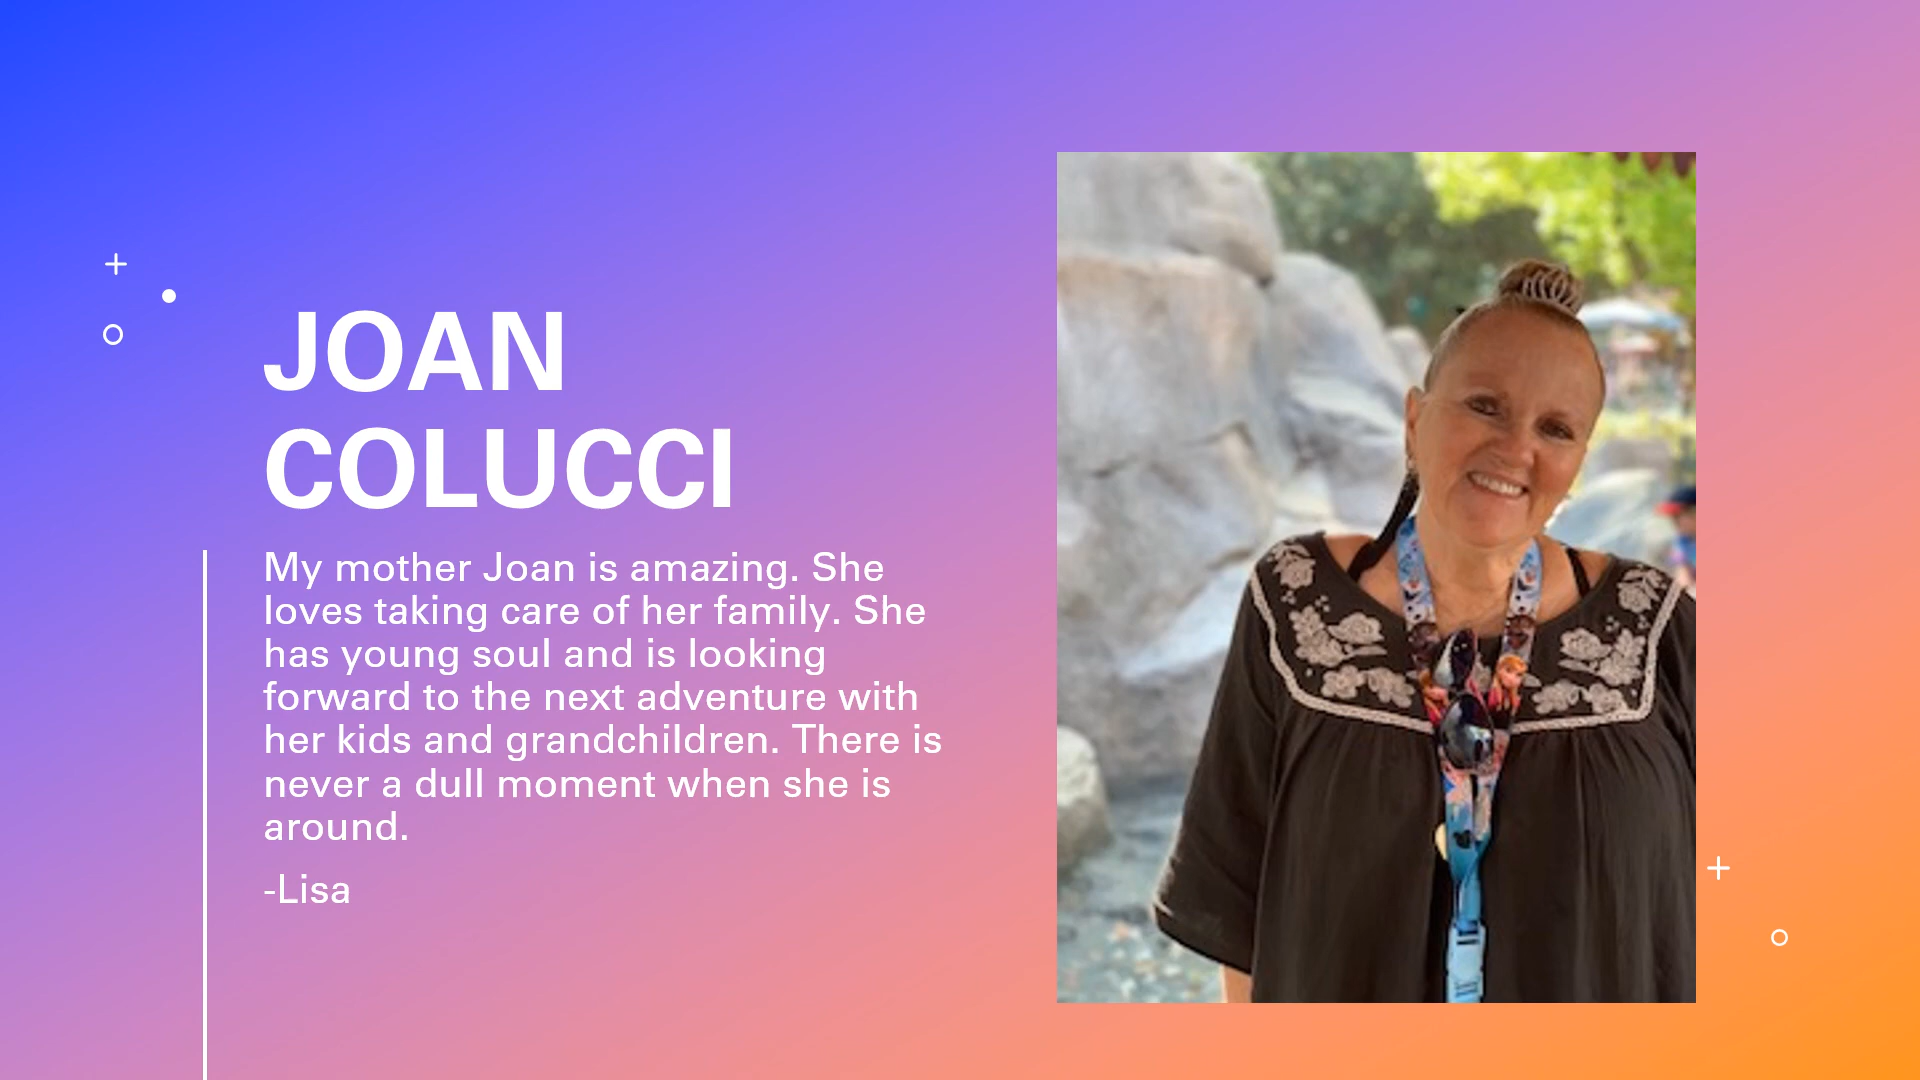 JOAN
COLUCCI
My mother Joan is amazing. She
loves taking care of her family. She
has young soul and is looking
forward to the next adventure with
her kids and grandchildren. There is
never a dull moment when she is
around.
-Lisa